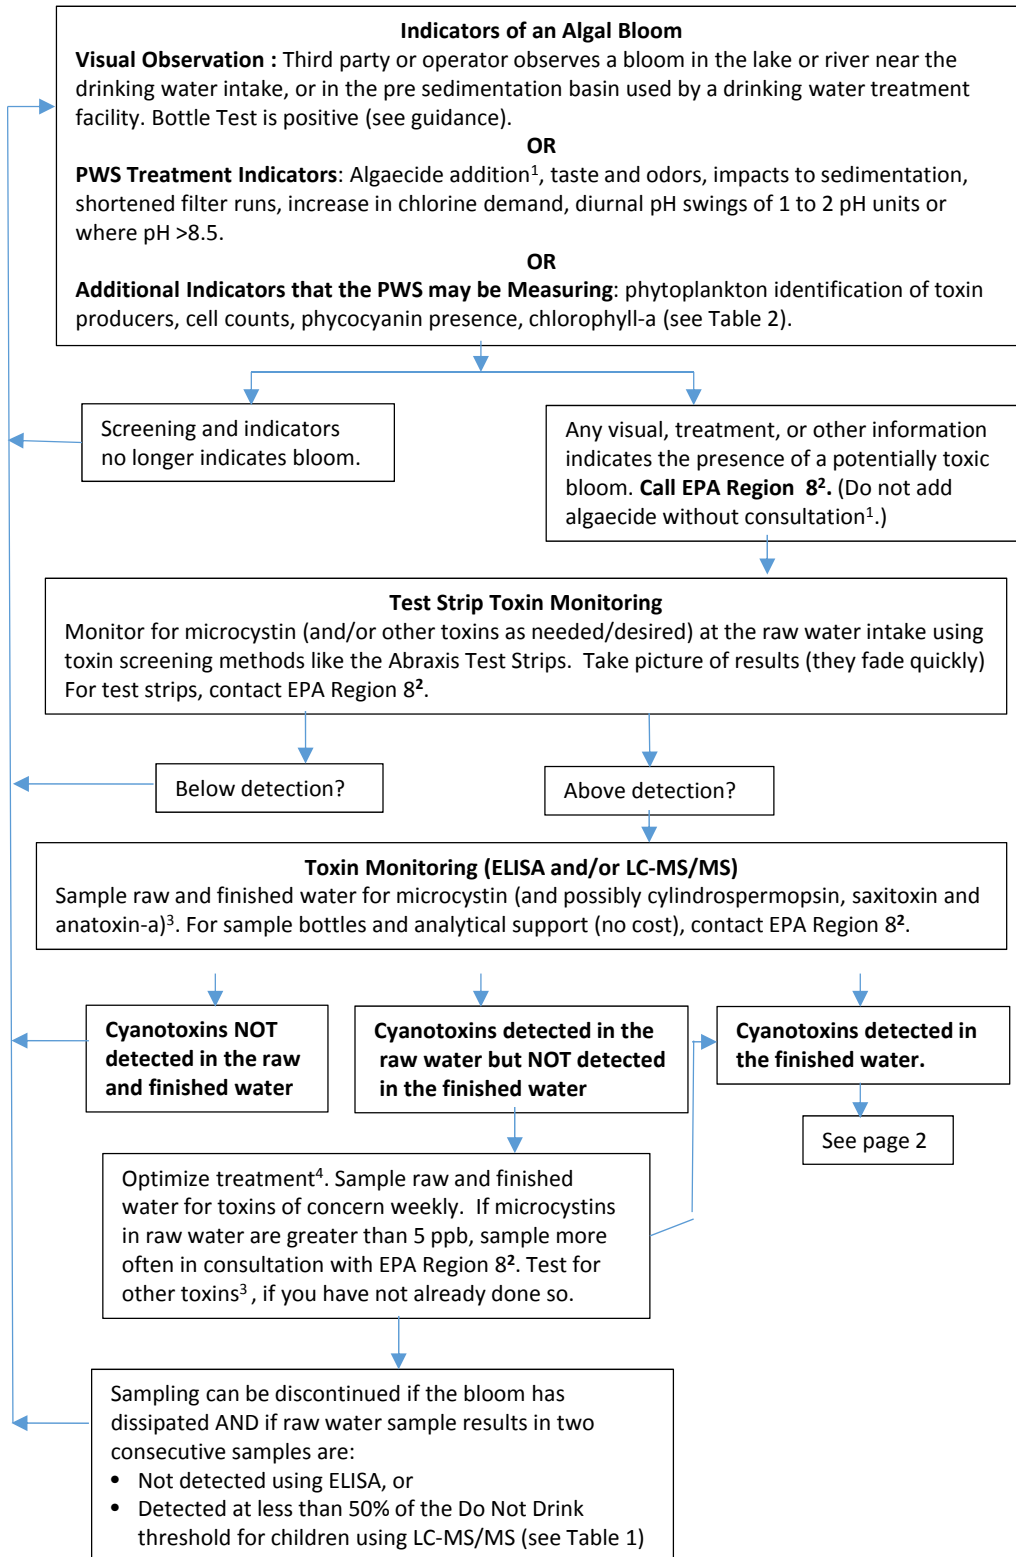 Indicators of an Algal Bloom
Visual Observation : Third party or operator observes a bloom in the lake or river near the
drinking water intake, or in the pre sedimentation basin used by a drinking water treatment
facility. Bottle Test is positive (see guidance).
OR
PWS Treatment Indicators: Algaecide addition¹, taste and odors, impacts to sedimentation,
shortened filter runs, increase in chlorine demand, diurnal pH swings of 1 to 2 pH units or
where pH >8.5.
OR
Additional Indicators that the PWS may be Measuring: phytoplankton identification of toxin
producers, cell counts, phycocyanin presence, chlorophyll-a (see Table 2).
Screening and indicators
no longer indicates bloom.
Any visual, treatment, or other information
indicates the presence of a potentially toxic
bloom. Call EPA Region 8². (Do not add
algaecide without consultation¹.)
Test Strip Toxin Monitoring
Monitor for microcystin (and/or other toxins as needed/desired) at the raw water intake using
toxin screening methods like the Abraxis Test Strips. Take picture of results (they fade quickly)
For test strips, contact EPA Region 8².
Below detection?
Above detection?
Toxin Monitoring (ELISA and/or LC-MS/MS)
Sample raw and finished water for microcystin (and possibly cylindrospermopsin, saxitoxin and
anatoxin-a)³. For sample bottles and analytical support (no cost), contact EPA Region 8².
Cyanotoxins NOT
detected in the raw
and finished water
Cyanotoxins detected in the
raw water but NOT detected
in the finished water
Cyanotoxins detected in
the finished water.
See page 2
Optimize treatment⁴. Sample raw and finished
water for toxins of concern weekly. If microcystins
in raw water are greater than 5 ppb, sample more
often in consultation with EPA Region 8². Test for
other toxins³ , if you have not already done so.
Sampling can be discontinued if the bloom has
dissipated AND if raw water sample results in two
consecutive samples are:
• Not detected using ELISA, or
• Detected at less than 50% of the Do Not Drink
threshold for children using LC-MS/MS (see Table 1)